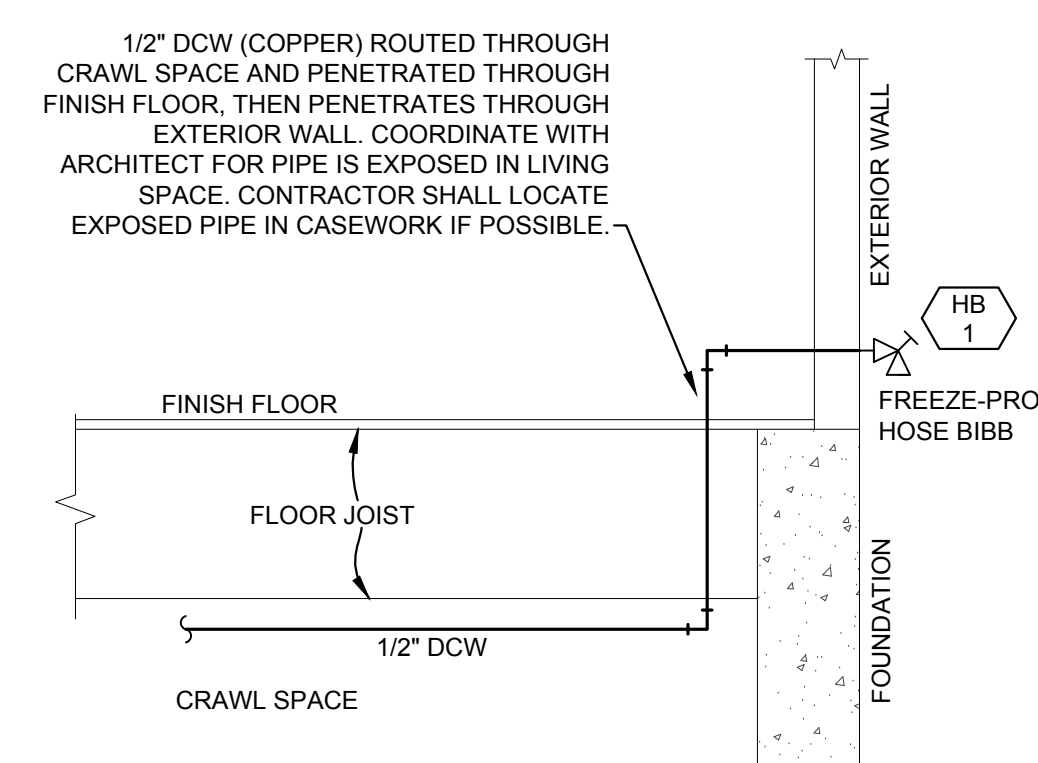 1/2" DCW (COPPER) ROUTED THROUGH
CRAWL SPACE AND PENETRATED THROUGH
FINISH FLOOR, THEN PENETRATES THROUGH
EXTERIOR WALL. COORDINATE WITH
ARCHITECT FOR PIPE IS EXPOSED IN LIVING
SPACE. CONTRACTOR SHALL LOCATE
EXPOSED PIPE IN CASEWORK IF POSSIBLE.
EXTERIOR WALL
HB
1
FREEZE-PRO
HOSE BIBB
FINISH FLOOR
FLOOR JOIST
FOUNDATION
1/2" DCW
CRAWL SPACE